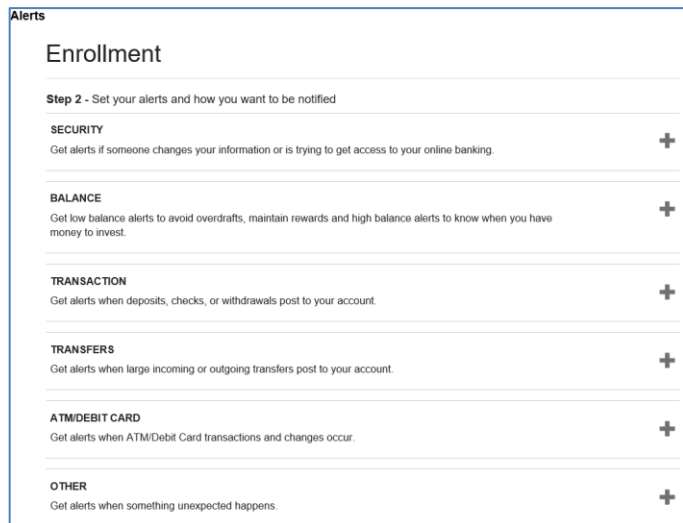 Alerts
Enrollment
Step 2 - Set your alerts and how you want to be notified
SECURITY
Get alerts if someone changes your information or is trying to get access to your online banking.
BALANCE
Get low balance alerts to avoid overdrafts, maintain rewards and high balance alerts to know when you have
money to invest.
TRANSACTION
Get alerts when deposits, checks, or withdrawals post to your account.
TRANSFERS
Get alerts when large incoming or outgoing transfers post to your account.
ATM/DEBIT CARD
Get alerts when ATM/Debit Card transactions and changes occur.
OTHER
Get alerts when something unexpected happens.